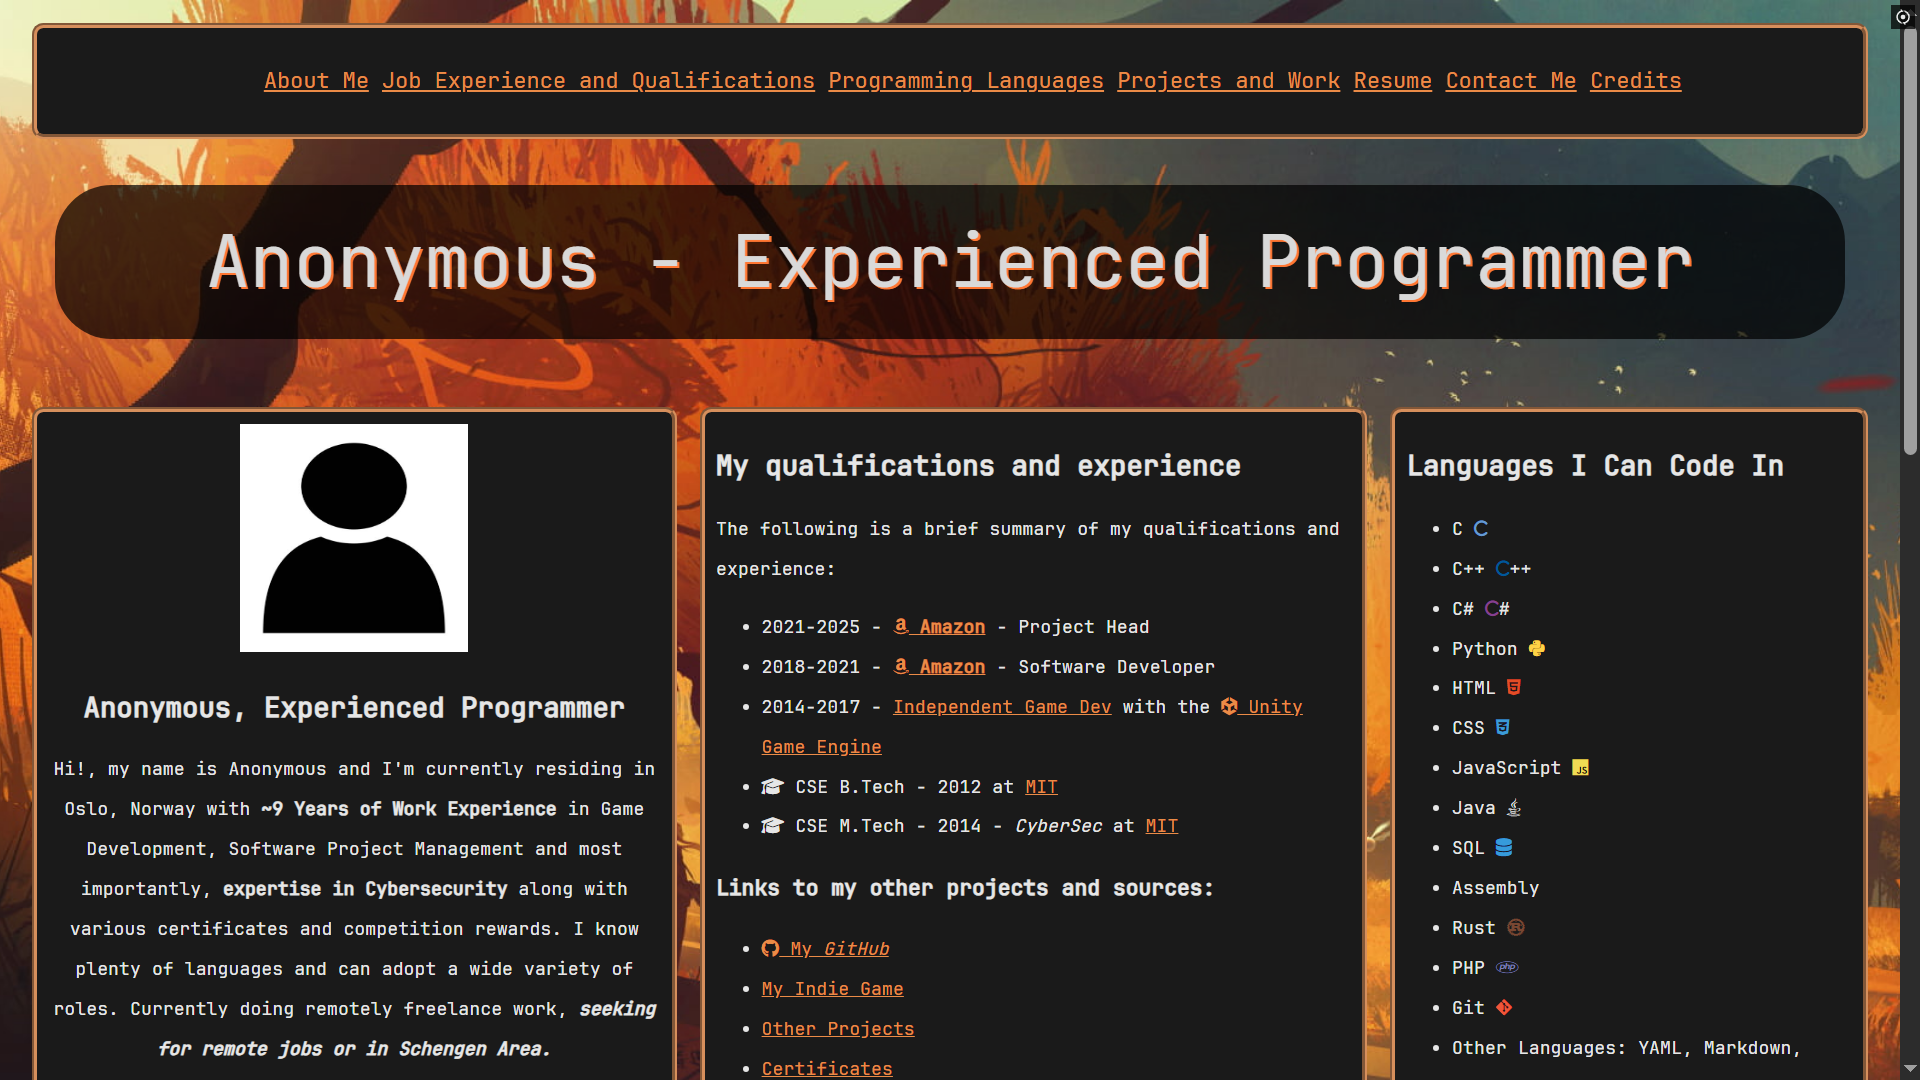 About Me Job Experience and Qualifications Programming Languages Projects and Work Resume Contact Me Credits
Anonymous - Experienced Programmer
Anonymous, Experienced Programmer
Hi!, my name is Anonymous and I'm currently residing in
Oslo, Norway with ~9 Years of Work Experience in Game
Development, Software Project Management and most
importantly, expertise in Cybersecurity along with
various certificates and competition rewards. I know
plenty of languages and can adopt a wide variety of
roles. Currently doing remotely freelance work, seeking
for remote jobs or in Schengen Area.
My qualifications and experience
The following is a brief summary of my qualifications and
experience:
2021-2025 - Amazon - Project Head
2018-2021 - Amazon - Software Developer
2014-2017 - Independent Game Dev with the Unity
Game Engine
CSE B.Tech - 2012 at MIT
CSE M.Tech - 2014 - CyberSec at MIT
Links to my other projects and sources:
My GitHub
My Indie Game
Other Projects
Certificates
Languages I Can Code In
C C
C++ C++
C# C#
Python
HTML
CSS
JavaScript JS
Java
SQL
Assembly
Rust
PHP php
Git
Other Languages: YAML, Markdown,